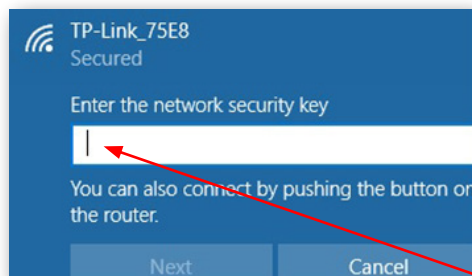 TP-Link_75E8
Secured
Enter the network security key
You can also connect by pushing the button on
the router.
Next Cancel